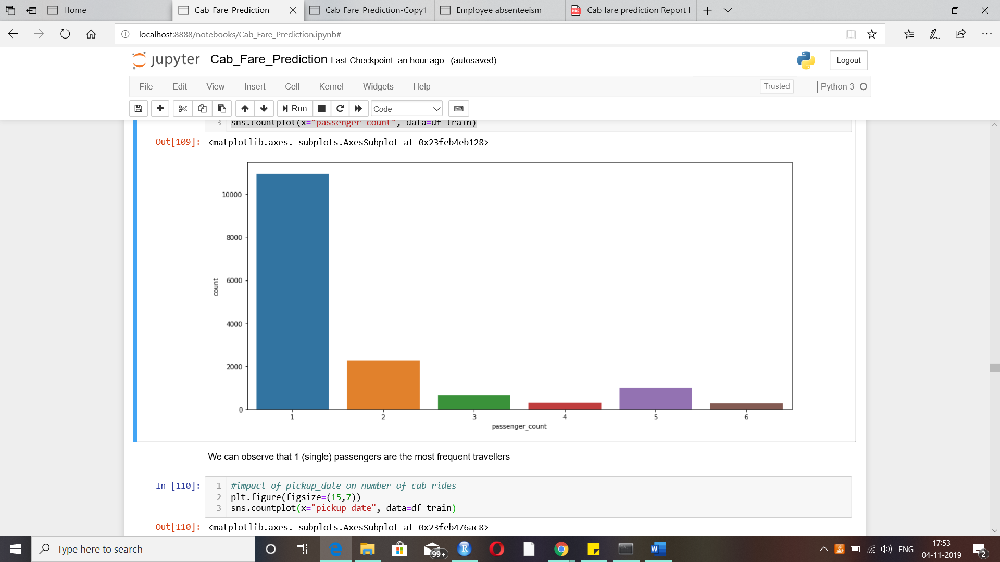 Home
Cab_Fare_Prediction
Cab_Fare_Prediction-Copy1
Employee absenteeism
PDF
Cab fare prediction Report
localhost:8888/notebooks/Cab_Fare_Prediction.ipynb#
jupyter Cab_Fare_Prediction Last Checkpoint: an hour ago (autosaved)
Logout
File Edit View Insert Cell Kernel Widgets Help
Trusted
Python 3
Run
Code
3 sns.countplot(x="passenger_count", data=df_train)
Out[109]: <matplotlib.axes._subplots.AxesSubplot at 0x23feb4eb128>
10000
8000
6000
4000
2000
0
count
1 2 3 4 5 6
passenger_count
We can observe that 1 (single) passengers are the most frequent travellers
In [110]: 1 #impact of pickup_date on number of cab rides
2 plt.figure(figsize=(15,7))
3 sns.countplot(x="pickup_date", data=df_train)
Out[110]: <matplotlib.axes._subplots.AxesSubplot at 0x23feb476ac8>
Type here to search
99+
R
W
ENG
17:53
04-11-2019
2